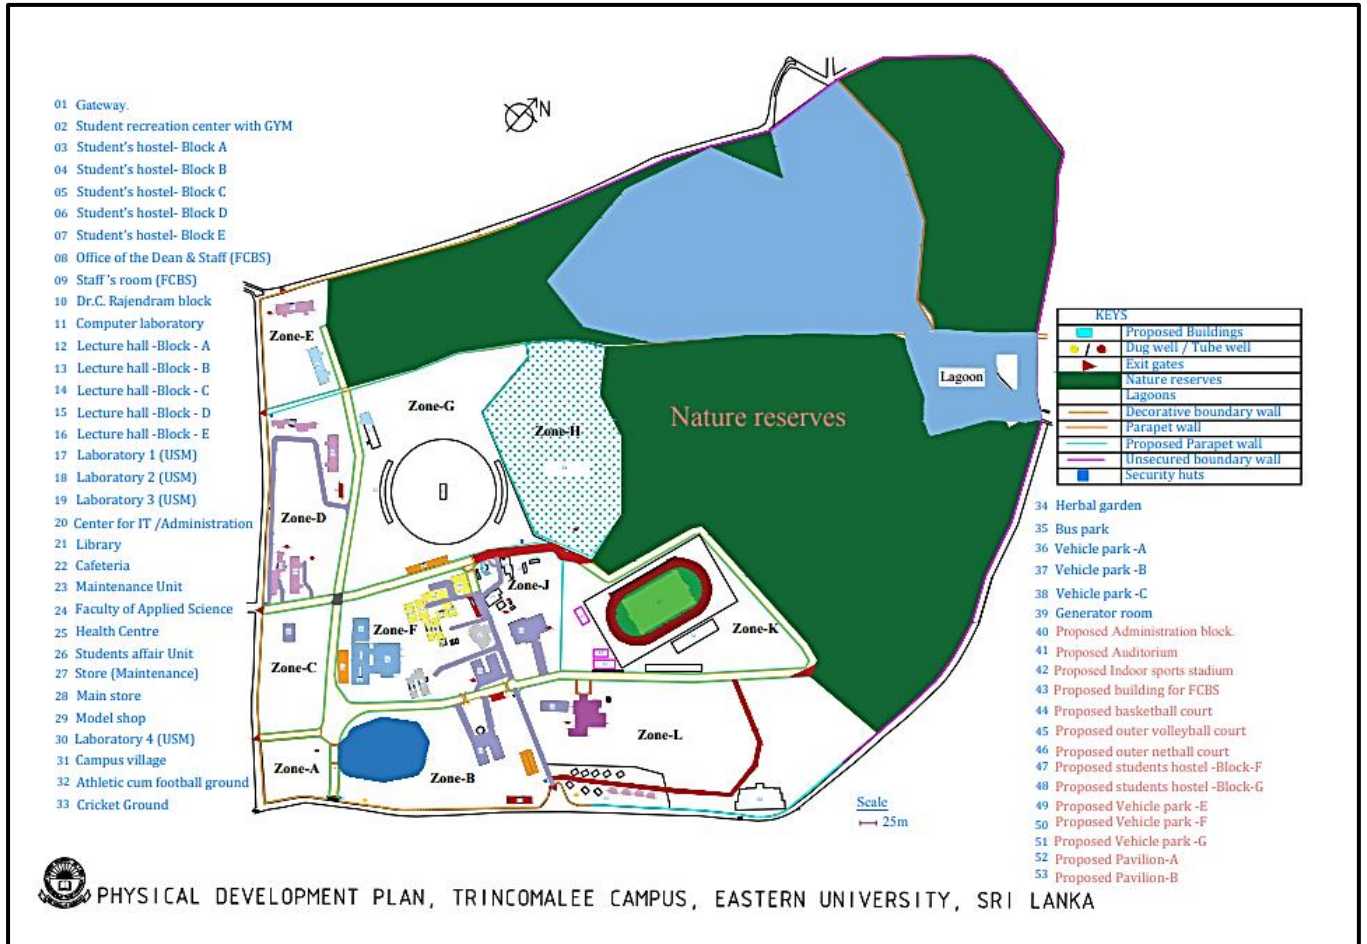 01 Gateway.
02 Student recreation center with GYM
03 Student's hostel- Block A
04 Student's hostel- Block B
05 Student's hostel- Block C
06 Student's hostel- Block D
07 Student's hostel- Block E
08 Office of the Dean & Staff (FCBS)
09 Staff 's room (FCBS)
10 Dr.C. Rajendram block
11 Computer laboratory
12 Lecture hall -Block - A
13 Lecture hall -Block - B
14 Lecture hall -Block - C
15 Lecture hall -Block - D
16 Lecture hall -Block - E
17 Laboratory 1 (USM)
18 Laboratory 2 (USM)
19 Laboratory 3 (USM)
20 Center for IT /Administration
21 Library
22 Cafeteria
23 Maintenance Unit
24 Faculty of Applied Science
25 Health Centre
26 Students affair Unit
27 Store (Maintenance)
28 Main store
29 Model shop
30 Laboratory 4 (USM)
31 Campus village
32 Athletic cum football ground
33 Cricket Ground
N
Zone-E
Zone-G
Zone-H
Nature reserves
Lagoon
Zone-D
Zone-J
Zone-F
Zone-K
Zone-C
Zone-L
Zone-A
Zone-B
Scale
25m
KEYS
Proposed Buildings
/ Dug well / Tube well
Exit gates
Nature reserves
Lagoons
Decorative boundary wall
Parapet wall
Proposed Parapet wall
Unsecured boundary wall
Security huts
34 Herbal garden
35 Bus park
36 Vehicle park -A
37 Vehicle park -B
38 Vehicle park -C
39 Generator room
40 Proposed Administration block.
41 Proposed Auditorium
42 Proposed Indoor sports stadium
43 Proposed building for FCBS
44 Proposed basketball court
45 Proposed outer volleyball court
46 Proposed outer netball court
47 Proposed students hostel -Block-F
48 Proposed students hostel -Block-G
49 Proposed Vehicle park -E
50 Proposed Vehicle park -F
51 Proposed Vehicle park -G
52 Proposed Pavilion-A
53 Proposed Pavilion-B
PHYSICAL DEVELOPMENT PLAN, TRINCOMALEE CAMPUS, EASTERN UNIVERSITY, SRI LANKA